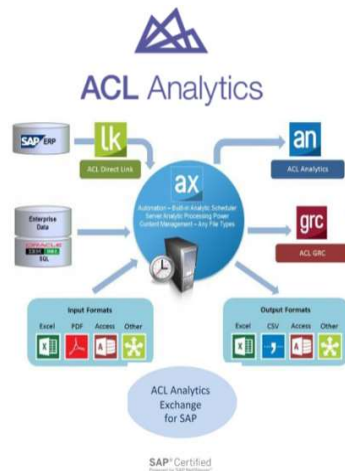 ACL Analytics
SAP ERP
lk
ACL Direct Link
an
ACL Analytics
ax
Automation – Built-in Analytic Scheduler
Server Analytic Processing Power
Content Management – Any File Types
Enterprise
Data
ORACLE
SQL
grc
ACL GRC
Input Formats
Excel PDF Access Other
Output Formats
Excel CSV Access Other
ACL Analytics
Exchange
for SAP
SAP® Certified